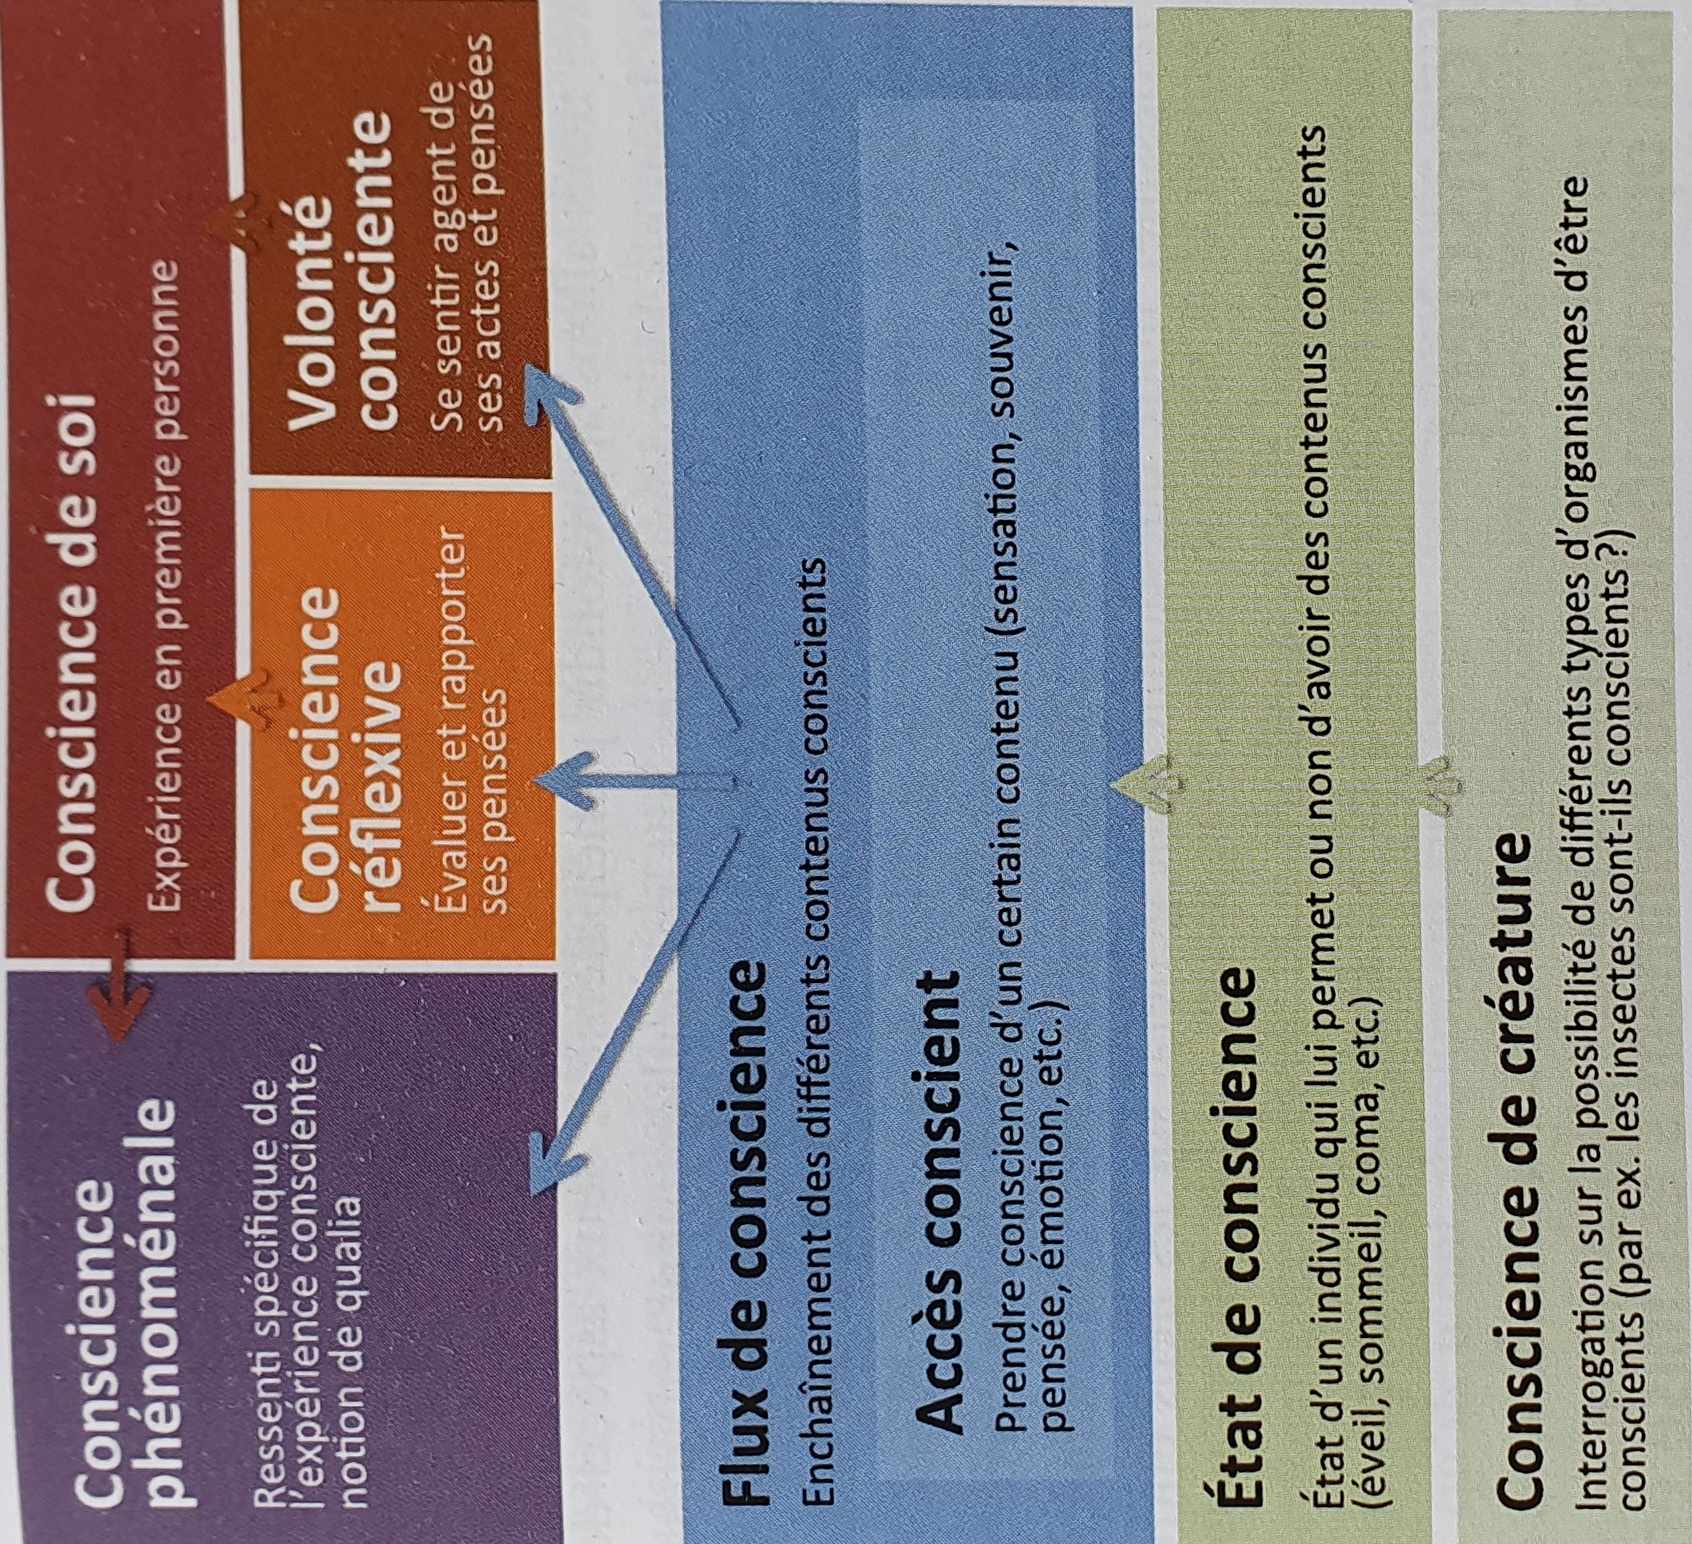 Conscience
phénoménale
Ressenti spécifique de
l'expérience consciente,
notion de qualia
Conscience de soi
Expérience en première personne
Conscience
réflexive
Évaluer et rapporter
ses pensées
Volonté
consciente
Se sentir agent de
ses actes et pensées
Flux de conscience
Enchaînement des différents contenus conscients
Accès conscient
Prendre conscience d'un certain contenu (sensation, souvenir,
pensée, émotion, etc.)
État de conscience
État d'un individu qui lui permet ou non d'avoir des contenus conscients
(éveil, sommeil, coma, etc.)
Conscience de créature
Interrogation sur la possibilité de différents types d'organismes d'être
conscients (par ex. les insectes sont-ils conscients ?)